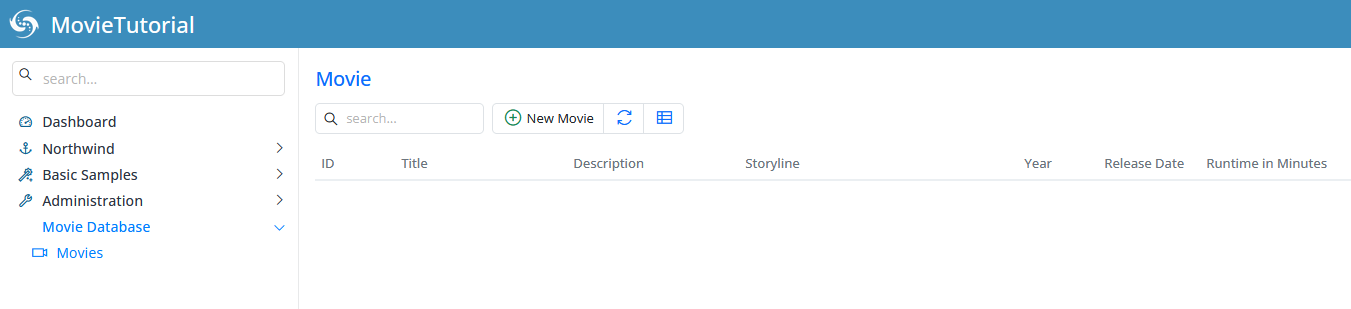 MovieTutorial
search...
Dashboard
Northwind
Basic Samples
Administration
Movie Database
Movies
Movie
search... New Movie
ID Title Description Storyline Year Release Date Runtime in Minutes